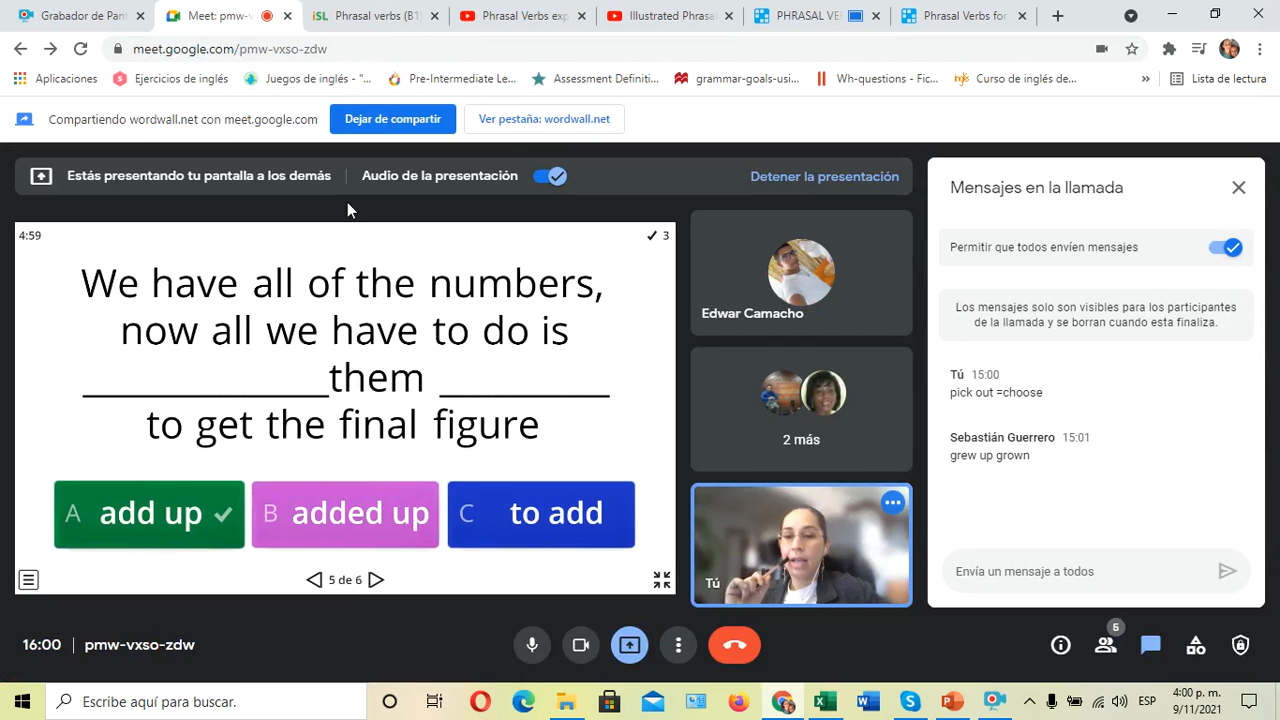 Grabador de Pan
Meet: pmw-v
iSL Phrasal verbs (B1)
Phrasal Verbs exp
Illustrated Phrasa
PHRASAL VER
Phrasal Verbs for
meet.google.com/pmw-vxso-zdw
Aplicaciones
Ejercicios de inglés
Juegos de inglés - "...
Pre-Intermediate Le...
Assessment Definiti...
grammar-goals-usi...
Wh-questions - Fic...
Curso de inglés de...
Lista de lectura
Compartiendo wordwall.net con meet.google.com
Dejar de compartir
Ver pestaña: wordwall.net
Estás presentando tu pantalla a los demás
Audio de la presentación
Detener la presentación
Mensajes en la llamada
Permitir que todos envíen mensajes
Los mensajes solo son visibles para los participantes
de la llamada y se borran cuando esta finaliza.
Tú 15:00
pick out =choose
Sebastián Guerrero 15:01
grew up grown
Envía un mensaje a todos
4:59
3
We have all of the numbers,
now all we have to do is
____________them ________
to get the final figure
A add up
B added up
C to add
5 de 6
Edwar Camacho
2 más
Tú
16:00 | pmw-vxso-zdw
5
Escribe aquí para buscar.
ESP
4:00 p. m.
9/11/2021